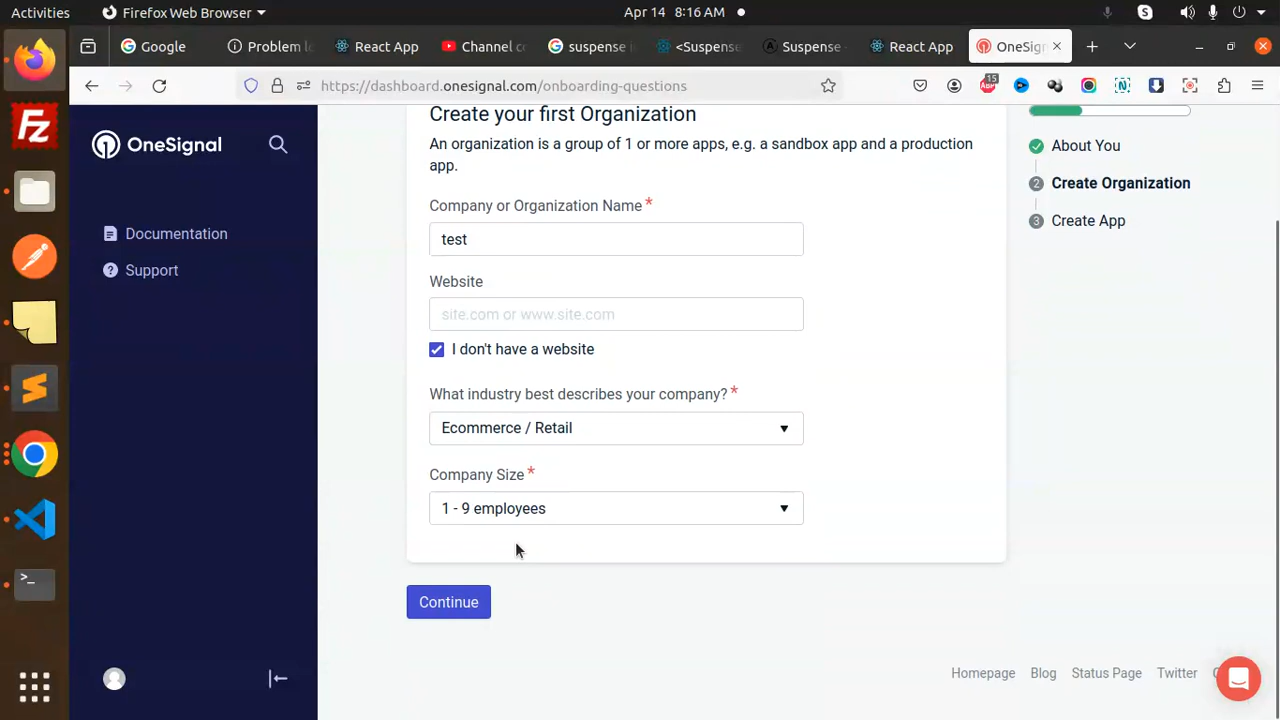 Activities
Firefox Web Browser
Apr 14 8:16 AM
Google
Problem lo
React App
Channel co
suspense i
<Suspense
Suspense
React App
OneSign
https://dashboard.onesignal.com/onboarding-questions
15
OneSignal
Documentation
Support
Create your first Organization
An organization is a group of 1 or more apps, e.g. a sandbox app and a production
app.
Company or Organization Name *
test
Website
site.com or www.site.com
I don't have a website
What industry best describes your company? *
Ecommerce / Retail
Company Size *
1 - 9 employees
Continue
About You
2 Create Organization
3 Create App
Homepage Blog Status Page Twitter